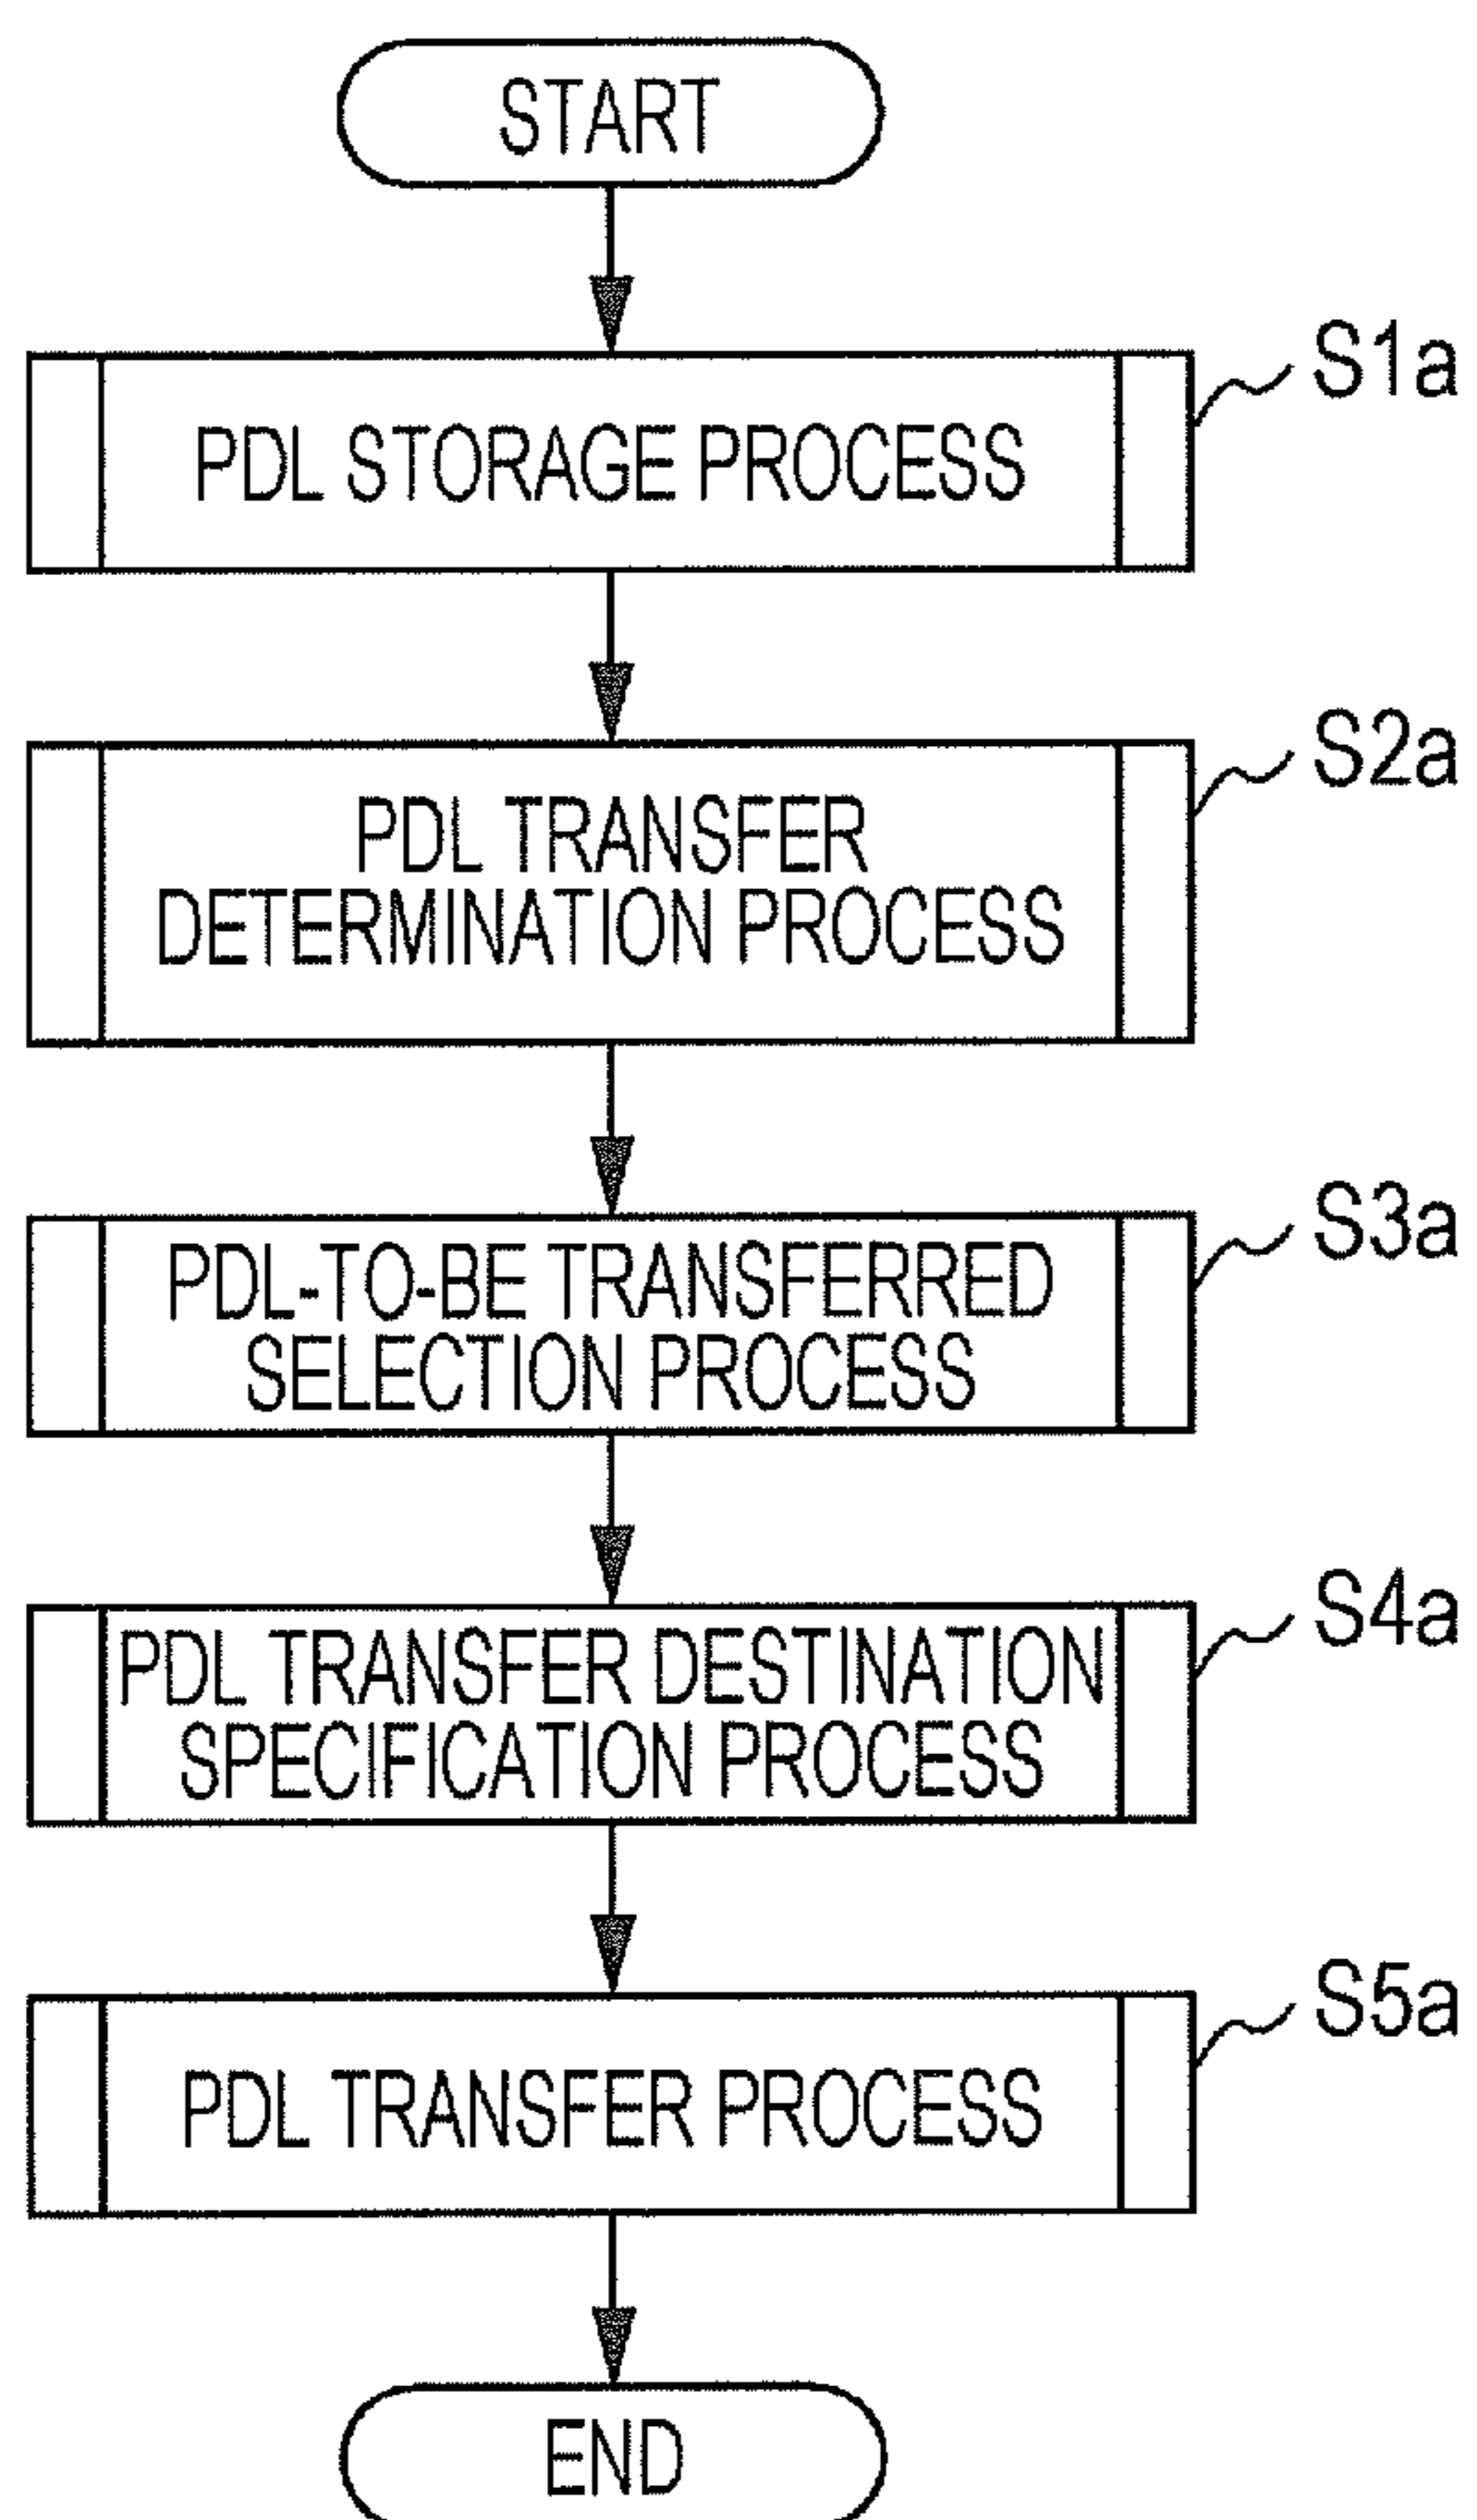 START
S1a
PDL STORAGE PROCESS
S2a
PDL TRANSFER
DETERMINATION PROCESS
S3a
PDL-TO-BE TRANSFERRED
SELECTION PROCESS
S4a
PDL TRANSFER DESTINATION
SPECIFICATION PROCESS
S5a
PDL TRANSFER PROCESS
END